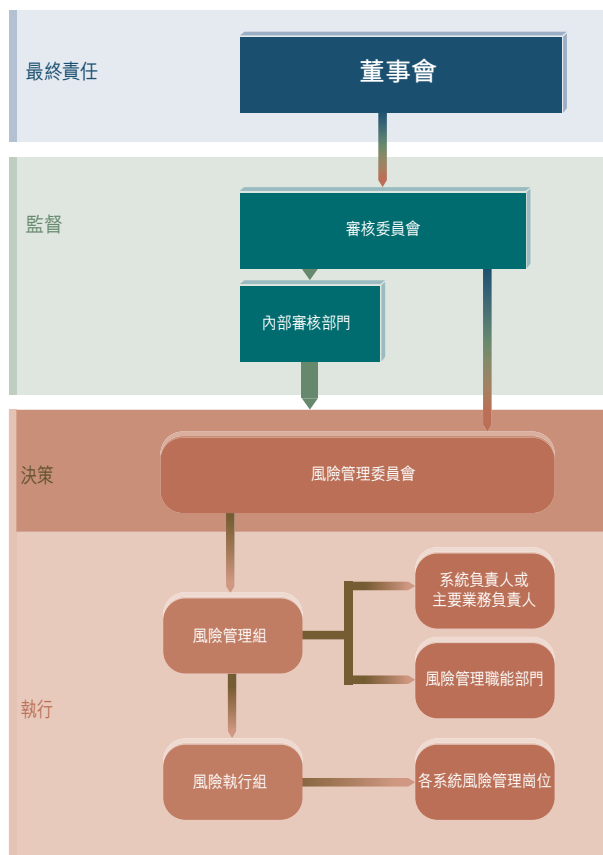 最終責任
董事會
監督
審核委員會
內部審核部門
決策
風險管理委員會
系統負責人或
主要業務負責人
風險管理組
風險管理職能部門
執行
風險執行組
各系統風險管理崗位